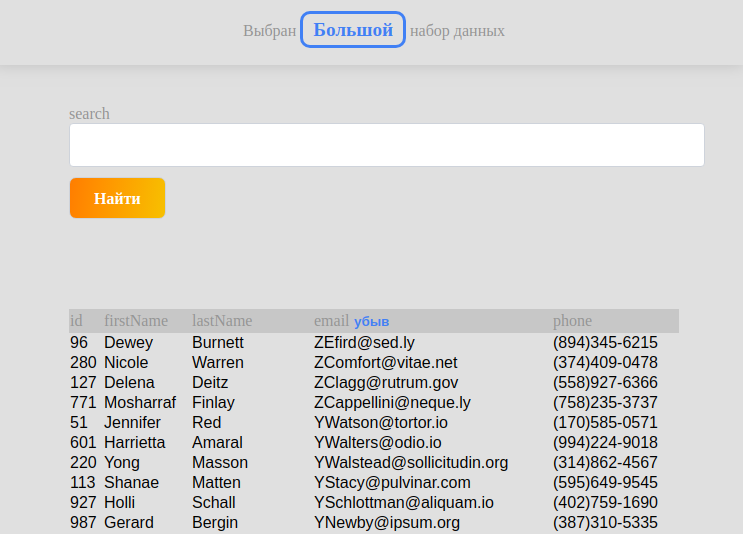 Выбран Большой набор данных
search
Найти
id firstName lastName email убыв phone
96 Dewey Burnett ZEfird@sed.ly (894)345-6215
280 Nicole Warren ZComfort@vitae.net (374)409-0478
127 Delena Deitz ZClagg@rutrum.gov (558)927-6366
771 Mosharraf Finlay ZCappellini@neque.ly (758)235-3737
51 Jennifer Red YWatson@tortor.io (170)585-0571
601 Harrietta Amaral YWalters@odio.io (994)224-9018
220 Yong Masson YWalstead@sollicitudin.org (314)862-4567
113 Shanae Matten YStacy@pulvinar.com (595)649-9545
927 Holli Schall YSchlottman@aliquam.io (402)759-1690
987 Gerard Bergin YNewby@ipsum.org (387)310-5335